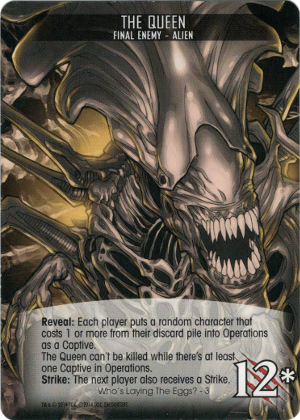 THE QUEEN
FINAL ENEMY - ALIEN
Reveal: Each player puts a random character that
costs 1 or more from their discard pile into Operations
as a Captive.
The Queen can't be killed while there's at least
one Captive in Operations.
Strike: The next player also receives a Strike.
Who's Laying The Eggs? - 3
12*